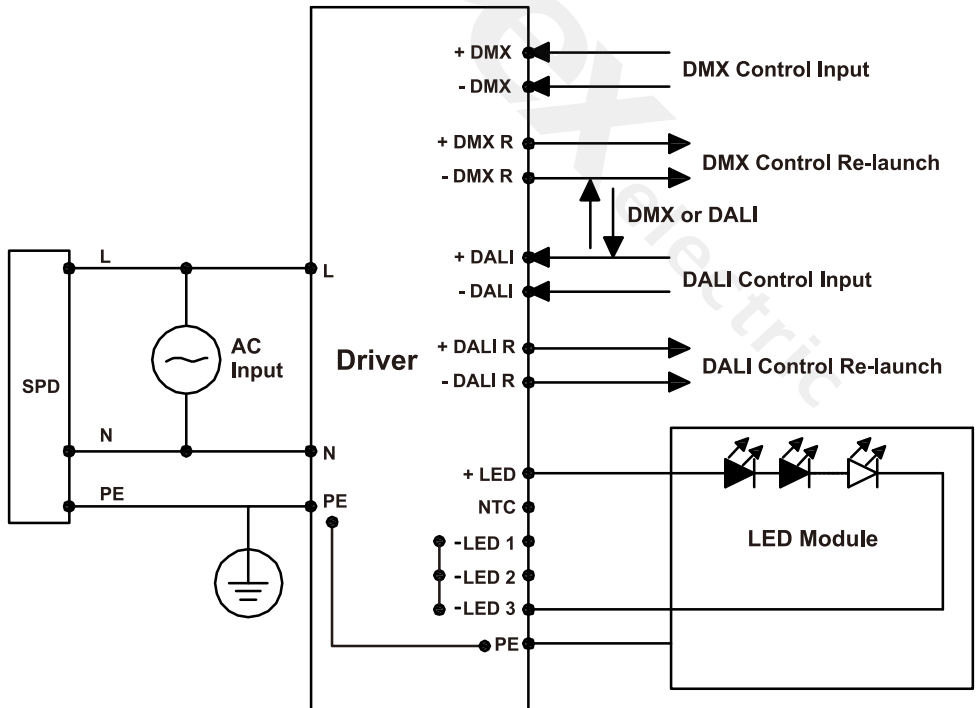 + DMX
- DMX
DMX Control Input
+ DMX R
- DMX R
DMX Control Re-launch
DMX or DALI
+ DALI
- DALI
DALI Control Input
+ DALI R
- DALI R
DALI Control Re-launch
SPD
L
N
PE
AC
Input
L
N
PE
Driver
+ LED
NTC
-LED 1
-LED 2
-LED 3
PE
LED Module
ex
electric